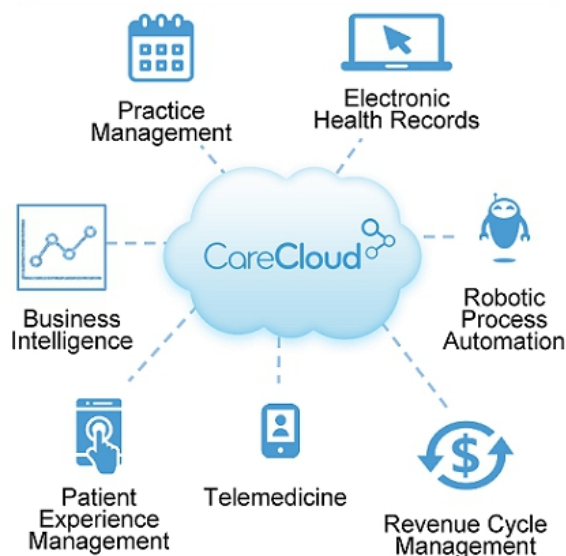 Practice
Management
Electronic
Health Records
CareCloud
Business
Intelligence
Robotic
Process
Automation
Patient
Experience
Management
Telemedicine
Revenue Cycle
Management
$